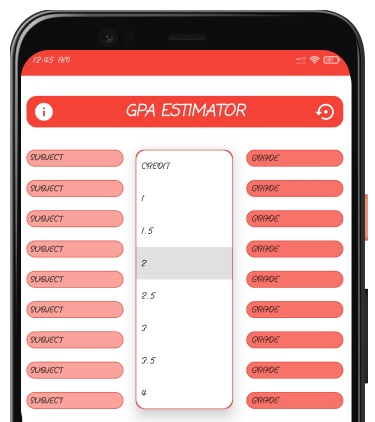 12:45 AM
GPA ESTIMATOR
SUBJECT
CREDIT
GRADE
SUBJECT
1
GRADE
SUBJECT
1.5
GRADE
SUBJECT
2
GRADE
SUBJECT
2.5
GRADE
SUBJECT
3
GRADE
SUBJECT
3.5
GRADE
SUBJECT
4
GRADE
SUBJECT
GRADE